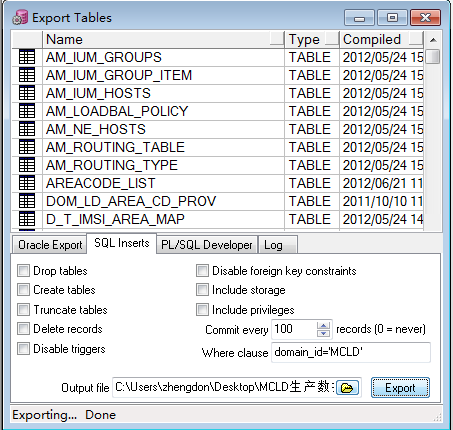 Export Tables
Name Type Compiled
AM_IUM_GROUPS TABLE 2012/05/24 15
AM_IUM_GROUP_ITEM TABLE 2012/05/24 15
AM_IUM_HOSTS TABLE 2012/05/24 15
AM_LOADBAL_POLICY TABLE 2012/05/24 15
AM_NE_HOSTS TABLE 2012/05/24 15
AM_ROUTING_TABLE TABLE 2012/05/24 15
AM_ROUTING_TYPE TABLE 2012/05/24 15
AREACODE_LIST TABLE 2012/06/21 11
DOM_LD_AREA_CD_PROV TABLE 2011/10/10 11
D_T_IMSI_AREA_MAP TABLE 2012/05/24 14
Oracle Export SQL Inserts PL/SQL Developer Log
Drop tables Disable foreign key constraints
Create tables Include storage
Truncate tables Include privileges
Delete records Commit every 100 records (0 = never)
Disable triggers Where clause domain_id='MCLD'
Output file C:\Users\zhengdon\Desktop\MCLD生产数 Export
Exporting... Done